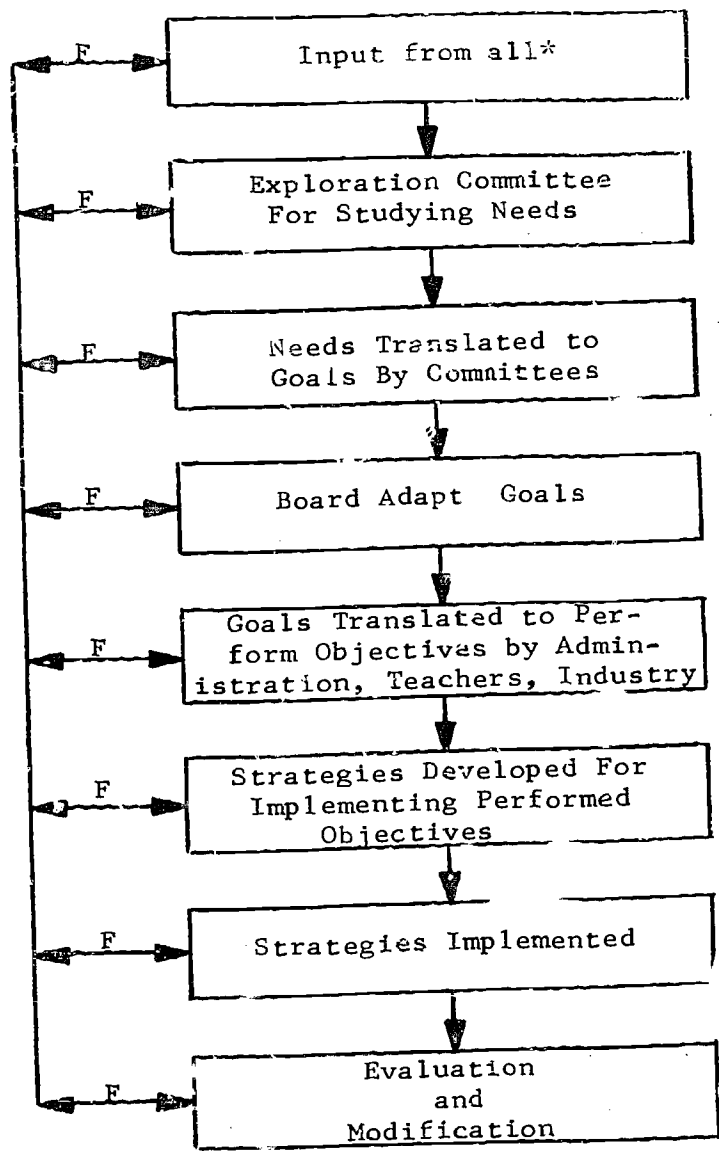 F
Input from all*
F
Exploration Committee
For Studying Needs
F
Needs Translated to
Goals By Committees
F
Board Adapt Goals
F
Goals Translated to Per-
form Objectives by Admin-
istration, Teachers, Industry
F
Strategies Developed For
Implementing Performed
Objectives
F
Strategies Implemented
F
Evaluation
and
Modification